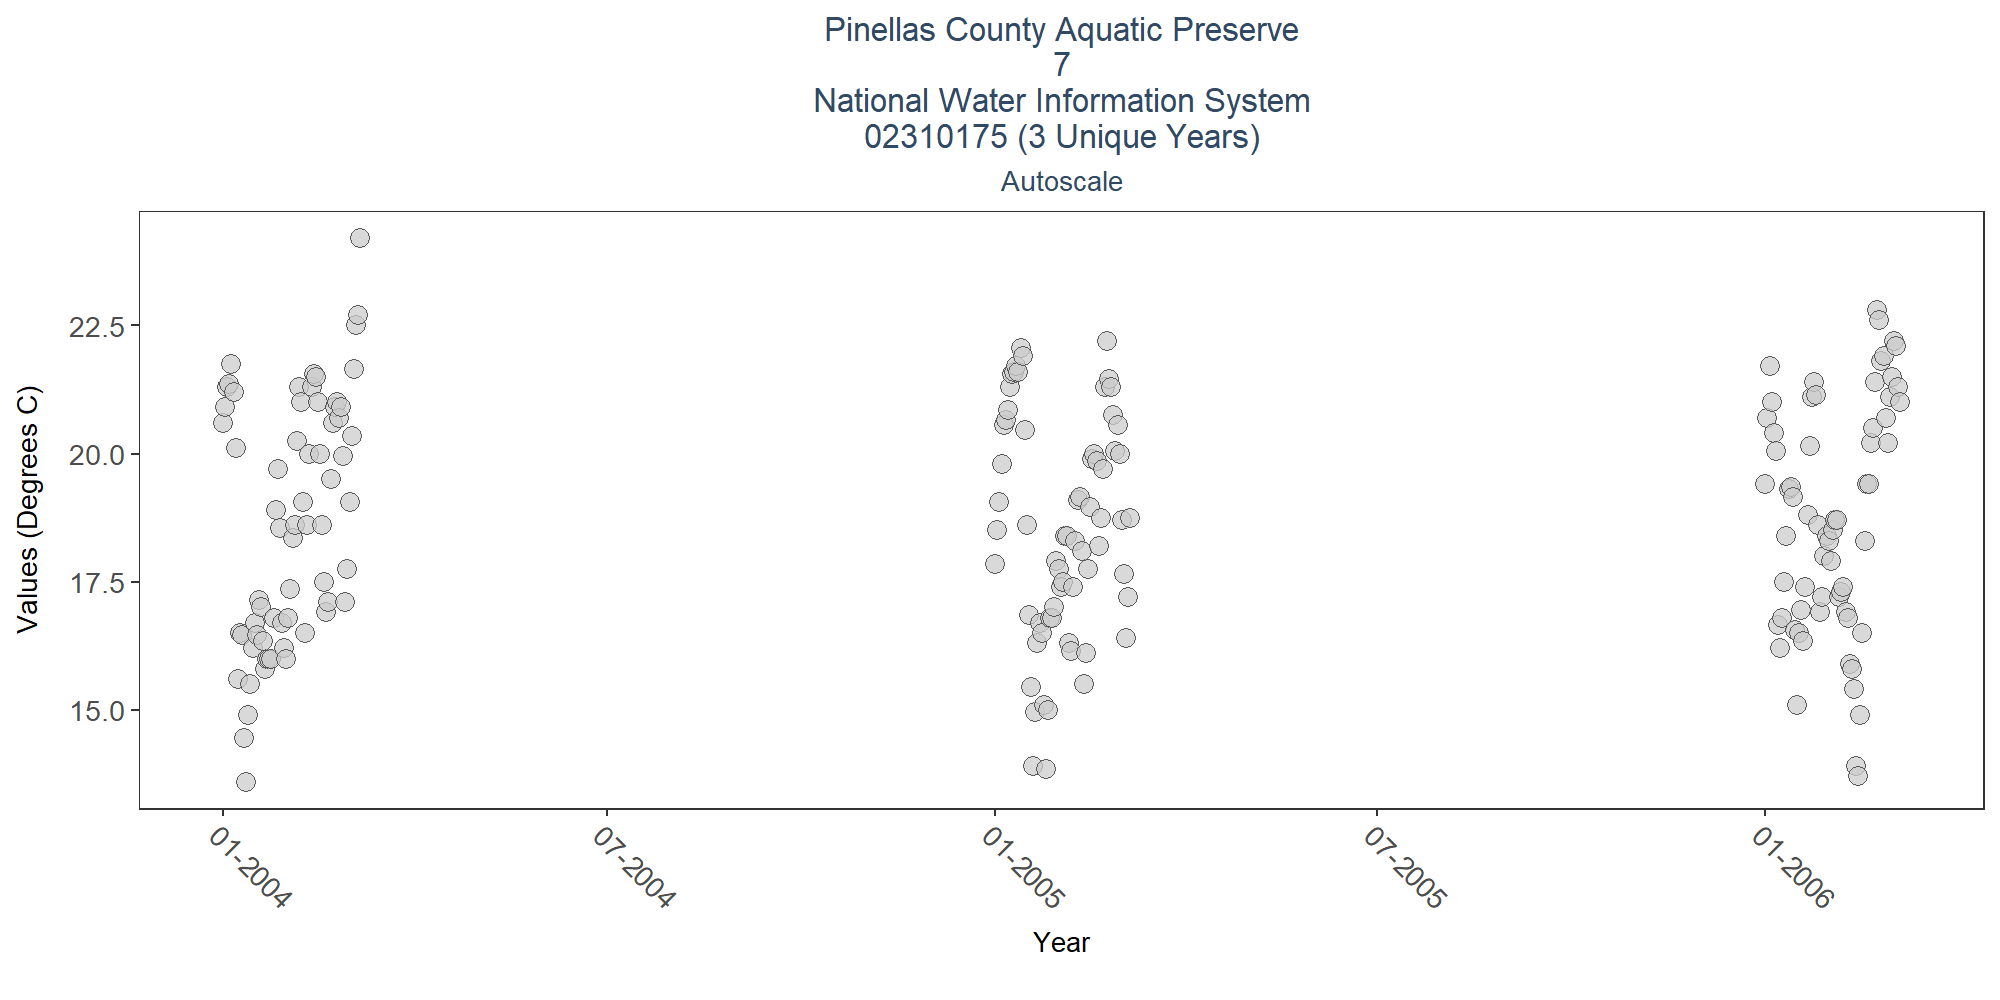 Pinellas County Aquatic Preserve
7
National Water Information System
02310175 (3 Unique Years)
Autoscale
Values (Degrees C)
22.5
20.0
17.5
15.0
01-2004
07-2004
01-2005
07-2005
01-2006
Year